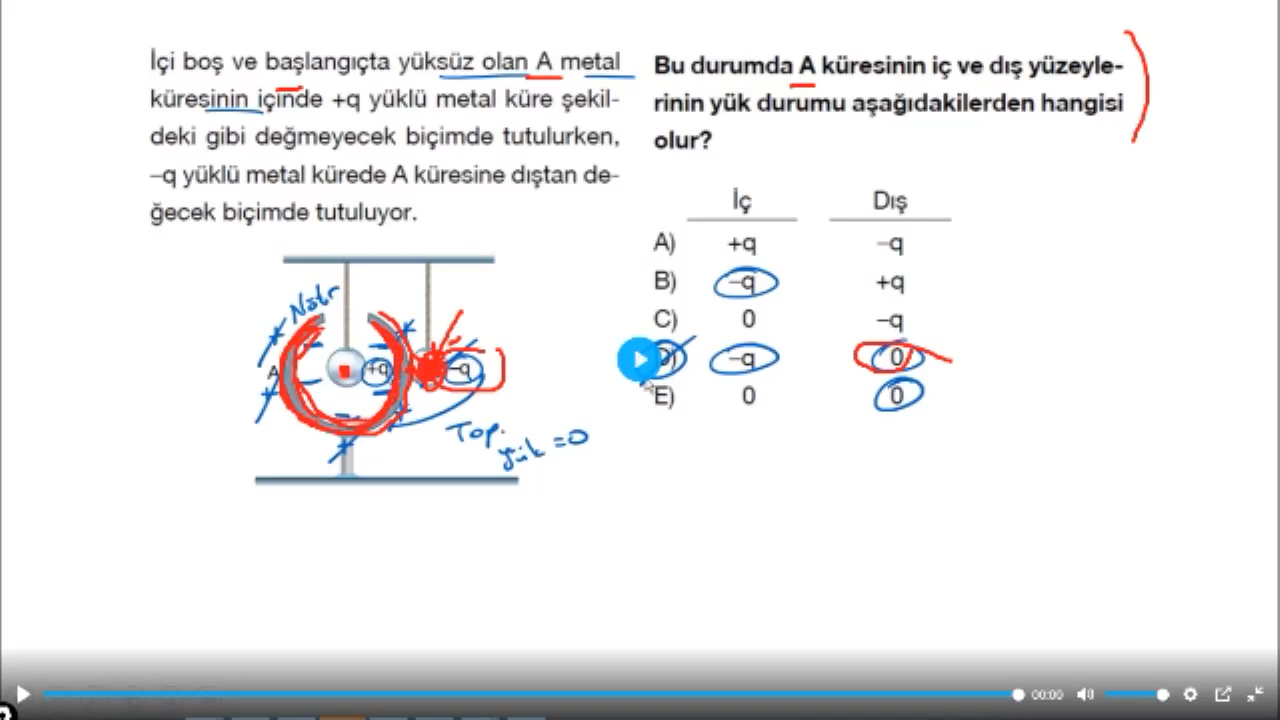 İçi boş ve başlangıçta yüksüz olan A metal
küresinin içinde +q yüklü metal küre şekil-
deki gibi değmeyecek biçimde tutulurken,
–q yüklü metal kürede A küresine dıştan de-
ğecek biçimde tutuluyor.
Nötr
A
+q
–q
Top.
yük =0
Bu durumda A küresinin iç ve dış yüzeyle-
rinin yük durumu aşağıdakilerden hangisi
olur?
İç Dış
A) +q –q
B) –q +q
C) 0 –q
D) –q 0
E) 0 0
00:00